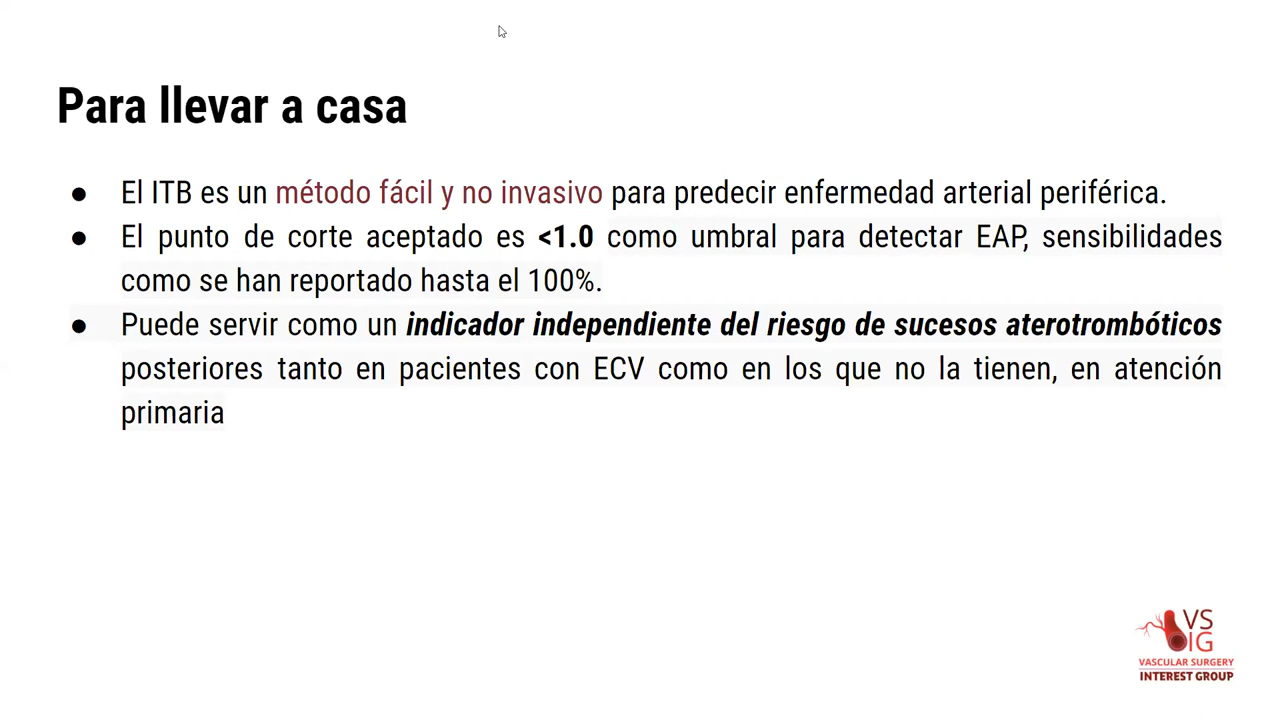 Para llevar a casa
● El ITB es un método fácil y no invasivo para predecir enfermedad arterial periférica.
● El punto de corte aceptado es <1.0 como umbral para detectar EAP, sensibilidades
como se han reportado hasta el 100%.
● Puede servir como un indicador independiente del riesgo de sucesos aterotrombóticos
posteriores tanto en pacientes con ECV como en los que no la tienen, en atención
primaria
VS
IG
VASCULAR SURGERY
INTEREST GROUP